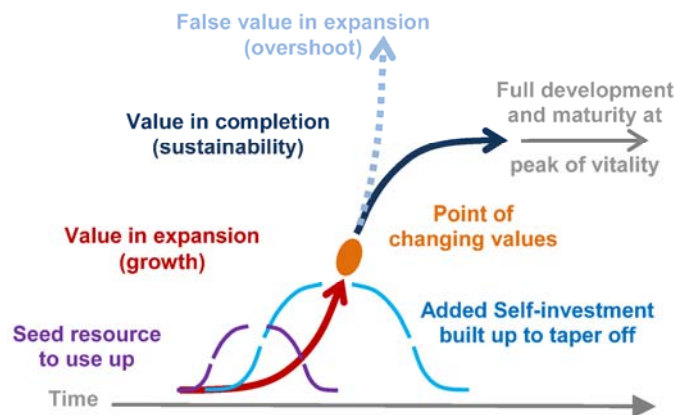 False value in expansion
(overshoot)
Full development
and maturity at
peak of vitality
Value in completion
(sustainability)
Point of
changing values
Value in expansion
(growth)
Added Self-investment
built up to taper off
Seed resource
to use up
Time